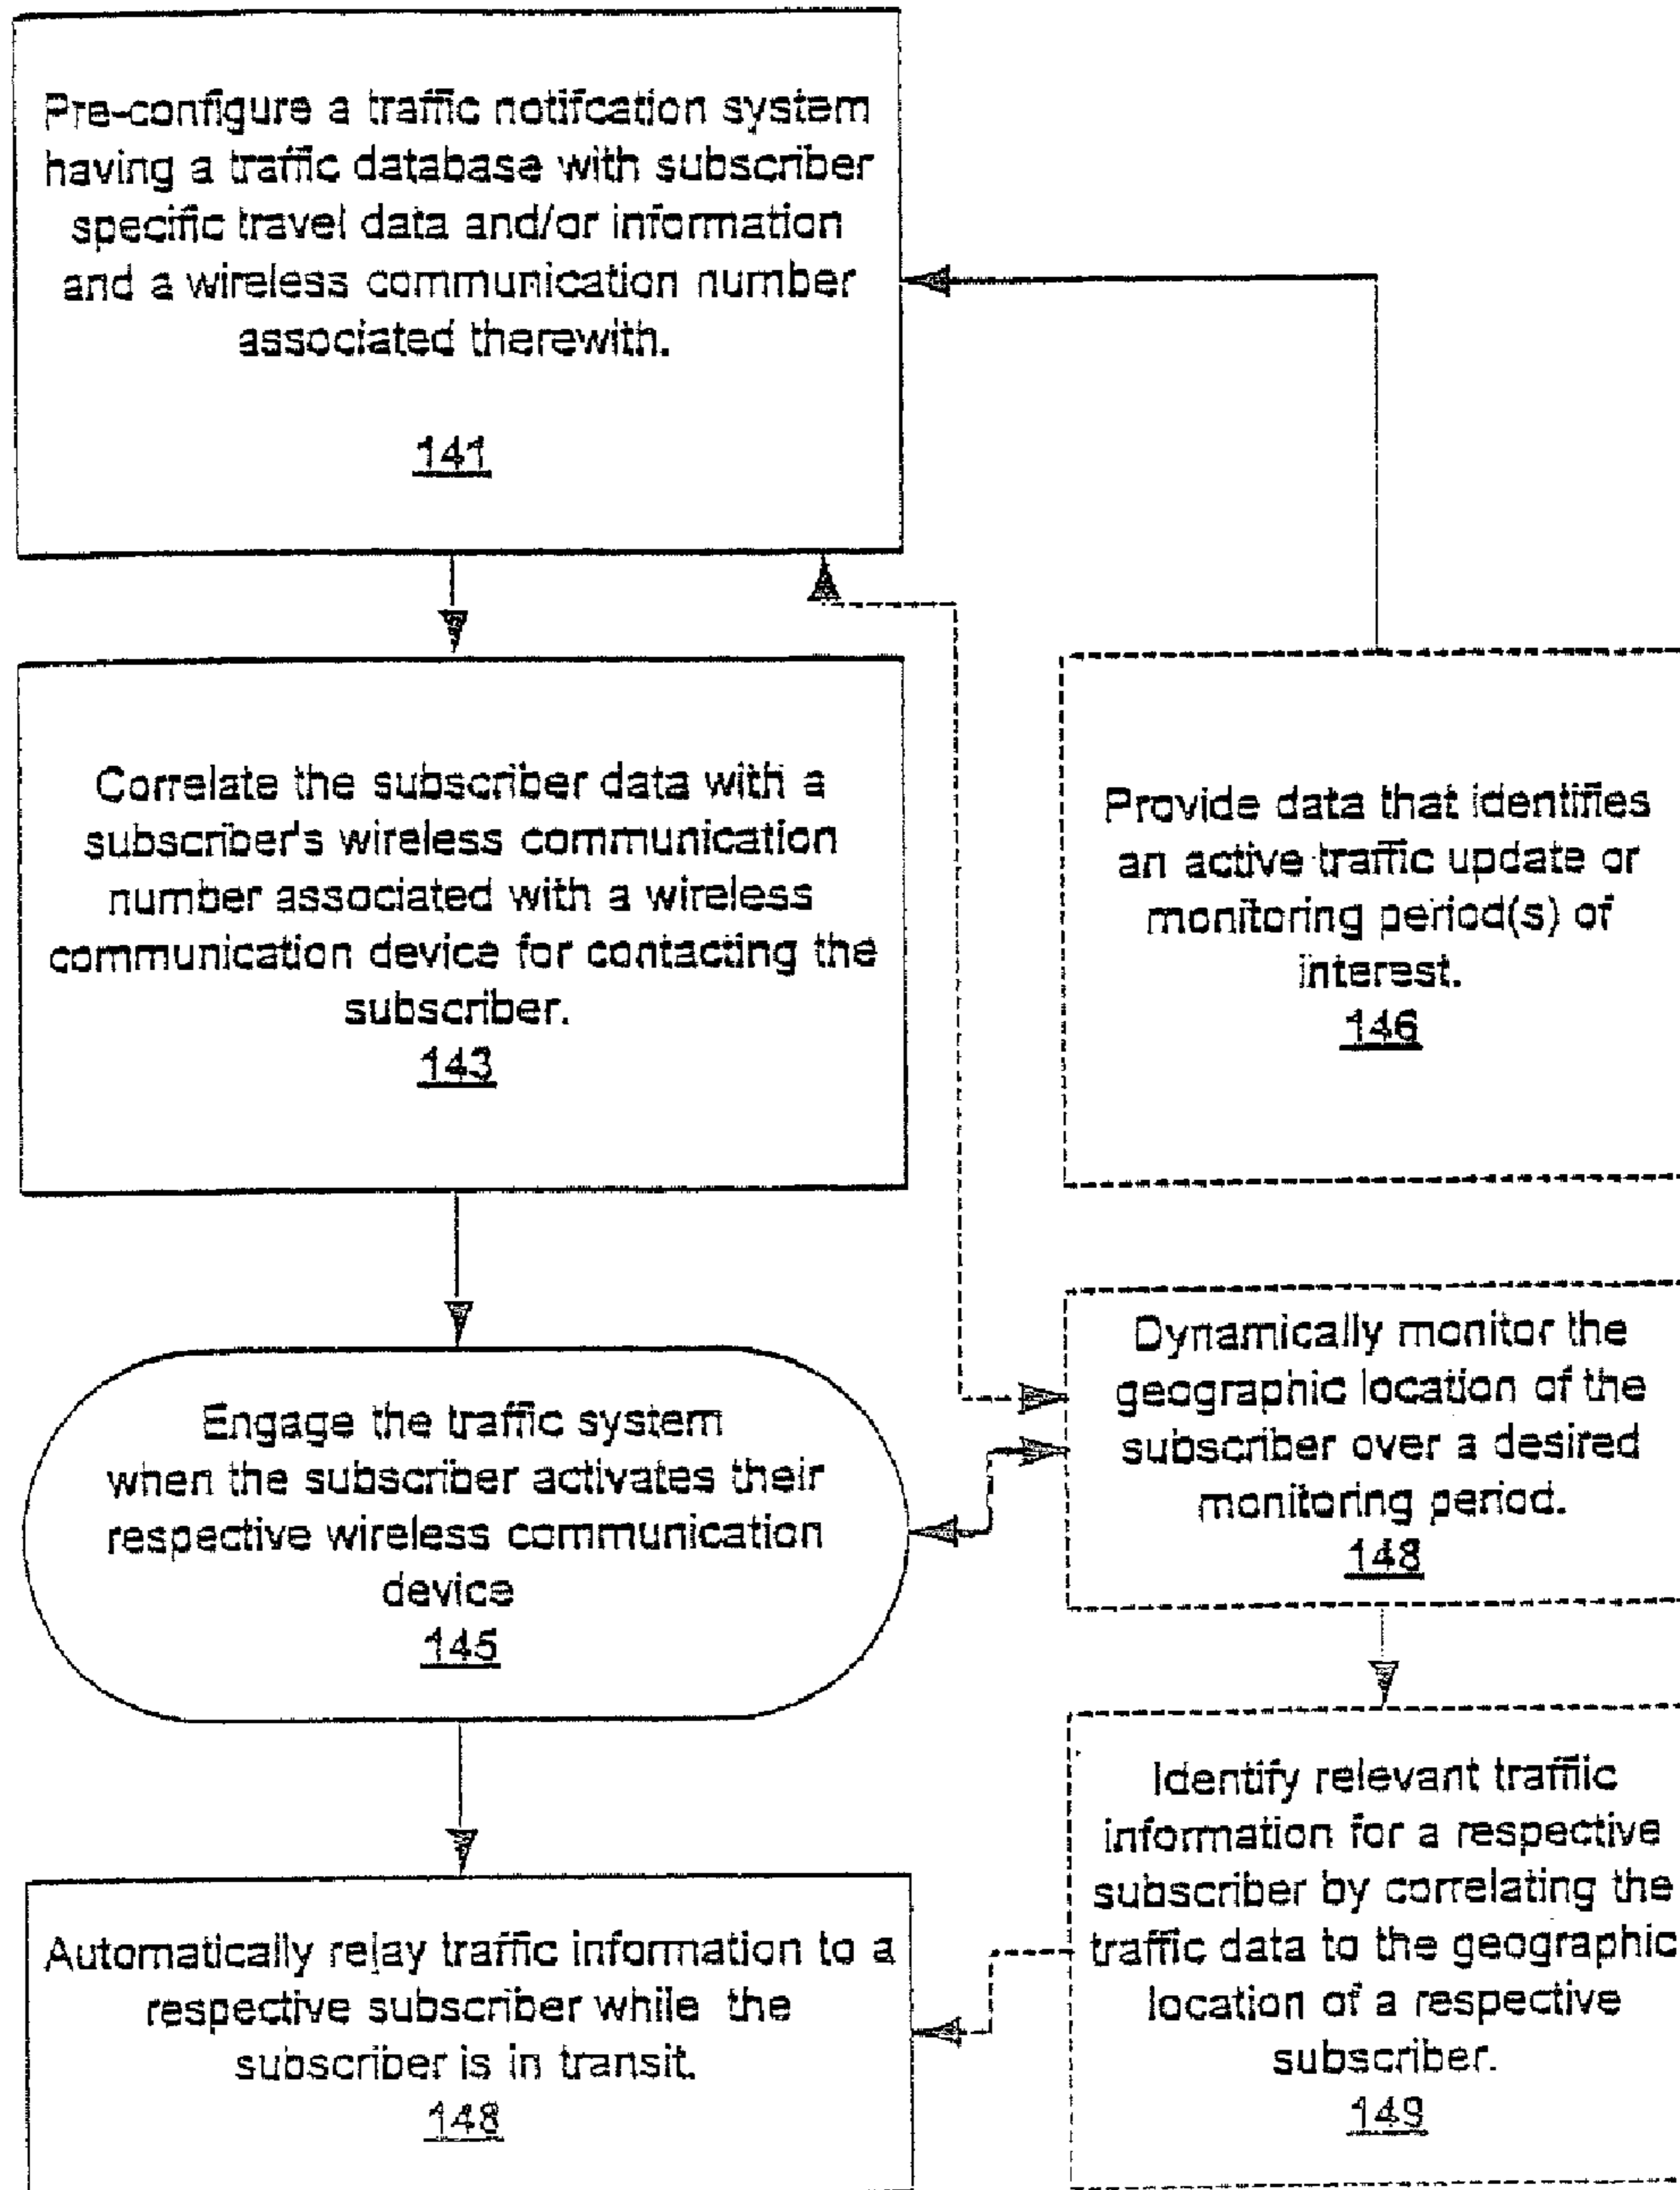 Pre-configure a traffic notifcation system
having a traffic database with subscriber
specific travel data and/or information
and a wireless communication number
associated therewith.
141
Correlate the subscriber data with a
subscriber's wireless communication
number associated with a wireless
communication device for contacting the
subscriber.
143
Provide data that identifies
an active traffic update or
monitoring period(s) of
interest.
146
Engage the traffic system
when the subscriber activates their
respective wireless communication
device
145
Dynamically monitor the
geographic location of the
subscriber over a desired
monitoring period.
148
Automatically relay traffic information to a
respective subscriber while the
subscriber is in transit.
148
Identify relevant traffiic
information for a respective
subscriber by correlating the
traffic data to the geographic
location of a respective
subscriber.
149